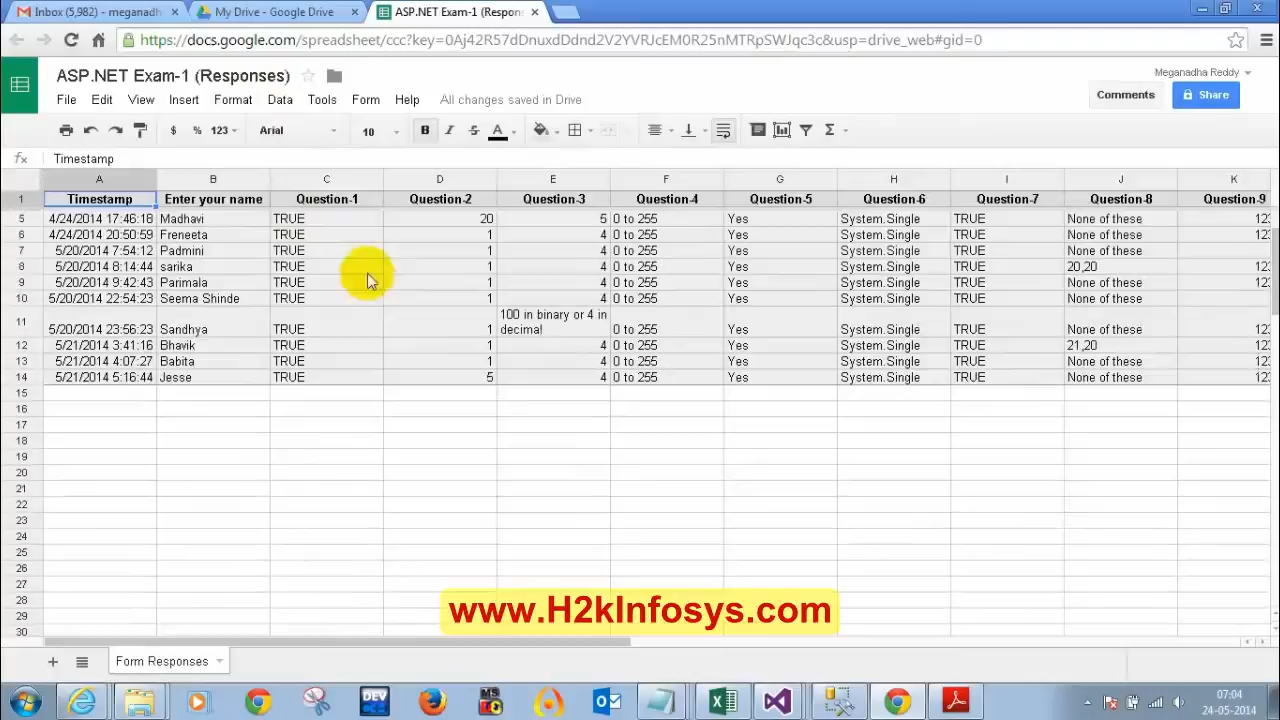 Inbox (5,982) - meganadh
My Drive - Google Drive
ASP.NET Exam-1 (Respon
https://docs.google.com/spreadsheet/ccc?key=0Aj42R57dDnuxdDdnd2V2YVRJcEM0R25nMTRpSWJqc3c&usp=drive_web#gid=0
ASP.NET Exam-1 (Responses)
Meganadha Reddy
File Edit View Insert Format Data Tools Form Help All changes saved in Drive
Comments Share
$ % 123 Arial 10 B I S A Σ
fx Timestamp
A B C D E F G H I J K
1 Timestamp Enter your name Question-1 Question-2 Question-3 Question-4 Question-5 Question-6 Question-7 Question-8 Question-9
5 4/24/2014 17:46:18 Madhavi TRUE 20 5 0 to 255 Yes System.Single TRUE None of these 123
6 4/24/2014 20:50:59 Freneeta TRUE 1 4 0 to 255 Yes System.Single TRUE None of these 123
7 5/20/2014 7:54:12 Padmini TRUE 1 4 0 to 255 Yes System.Single TRUE None of these
8 5/20/2014 8:14:44 sarika TRUE 1 4 0 to 255 Yes System.Single TRUE 20,20 123
9 5/20/2014 9:42:43 Parimala TRUE 1 4 0 to 255 Yes System.Single TRUE None of these 123
10 5/20/2014 22:54:23 Seema Shinde TRUE 1 4 0 to 255 Yes System.Single TRUE None of these
11 5/20/2014 23:56:23 Sandhya TRUE 1 100 in binary or 4 in
decimal 0 to 255 Yes System.Single TRUE None of these 123
12 5/21/2014 3:41:16 Bhavik TRUE 1 4 0 to 255 Yes System.Single TRUE 21,20 123
13 5/21/2014 4:07:27 Babita TRUE 1 4 0 to 255 Yes System.Single TRUE None of these 123
14 5/21/2014 5:16:44 Jesse TRUE 5 4 0 to 255 Yes System.Single TRUE None of these 123
15
16
17
18
19
20
21
22
23
24
25
26
27
28
29
30
www.H2kInfosys.com
Form Responses
DEV
MS
07:04
24-05-2014